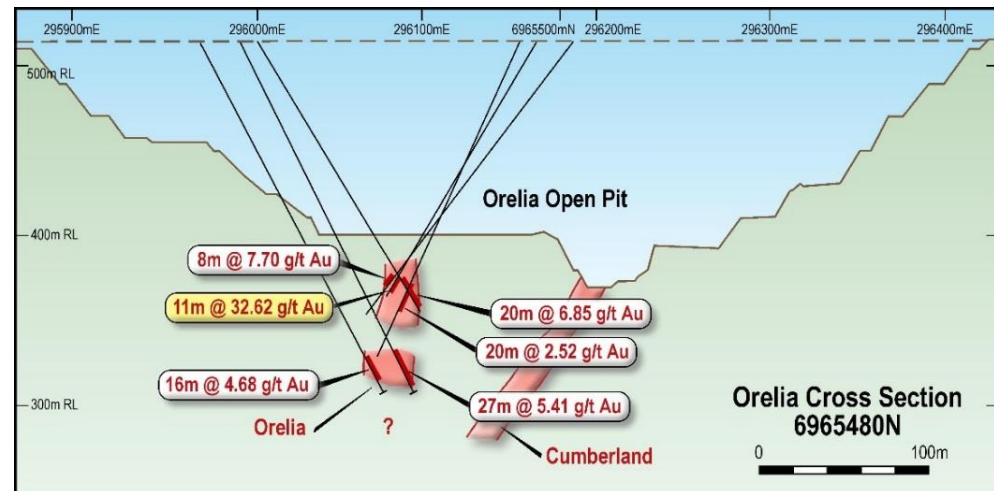 295900mE 296000mE 296100mE 6965500mN 296200mE 296300mE 296400mE
500m RL
Orelia Open Pit
400m RL
8m @ 7.70 g/t Au
11m @ 32.62 g/t Au
20m @ 6.85 g/t Au
20m @ 2.52 g/t Au
16m @ 4.68 g/t Au
27m @ 5.41 g/t Au
300m RL
Orelia ?
Cumberland
Orelia Cross Section
6965480N
0 100m